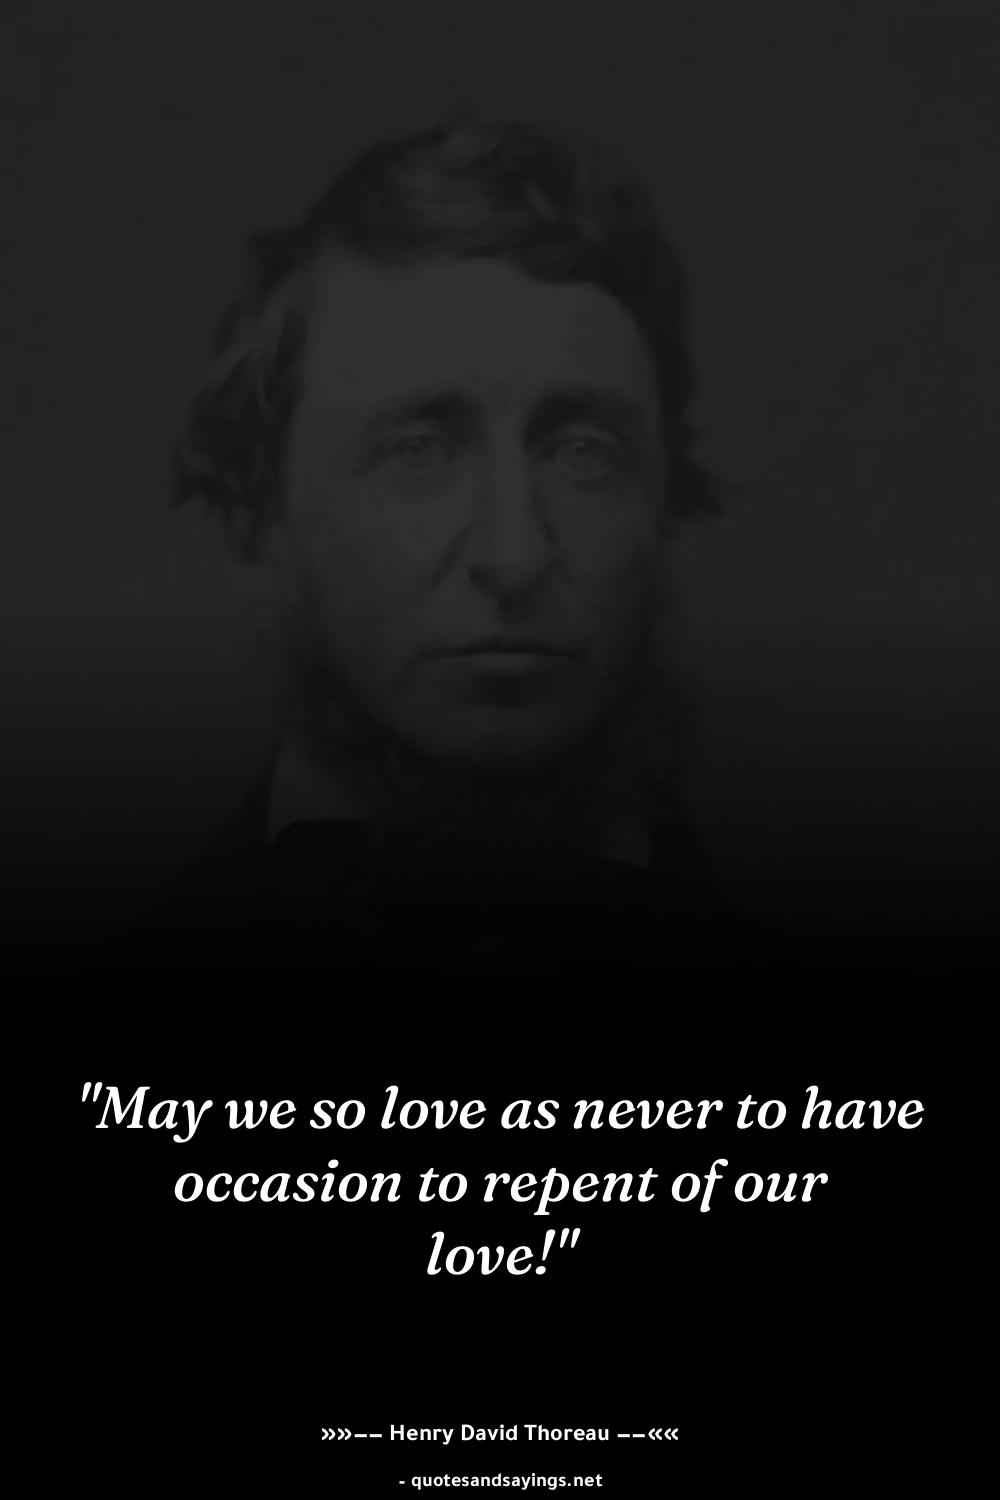 "May we so love as never to have
occasion to repent of our
love!"
»»–– Henry David Thoreau ––««
- quotesandsayings.net